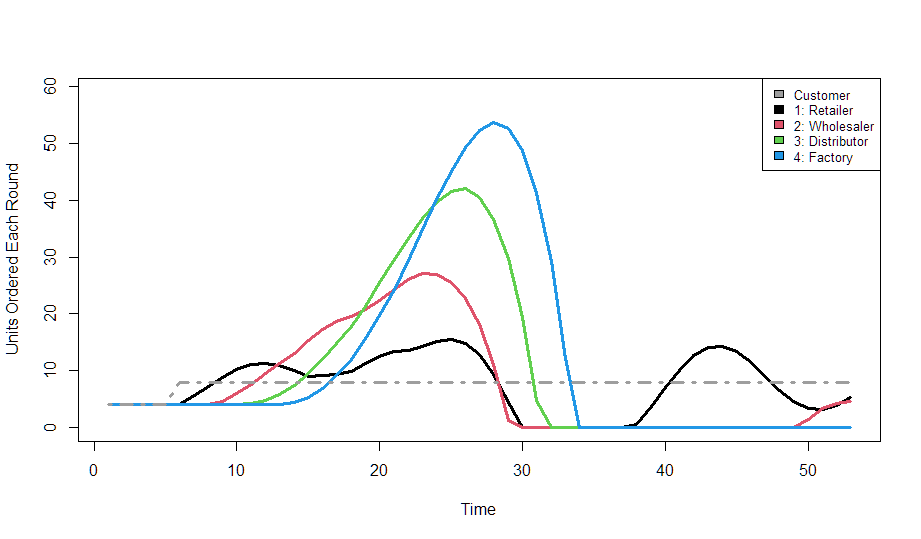 60
50
40
30
20
10
0
Units Ordered Each Round
Customer
1: Retailer
2: Wholesaler
3: Distributor
4: Factory
0 10 20 30 40 50
Time